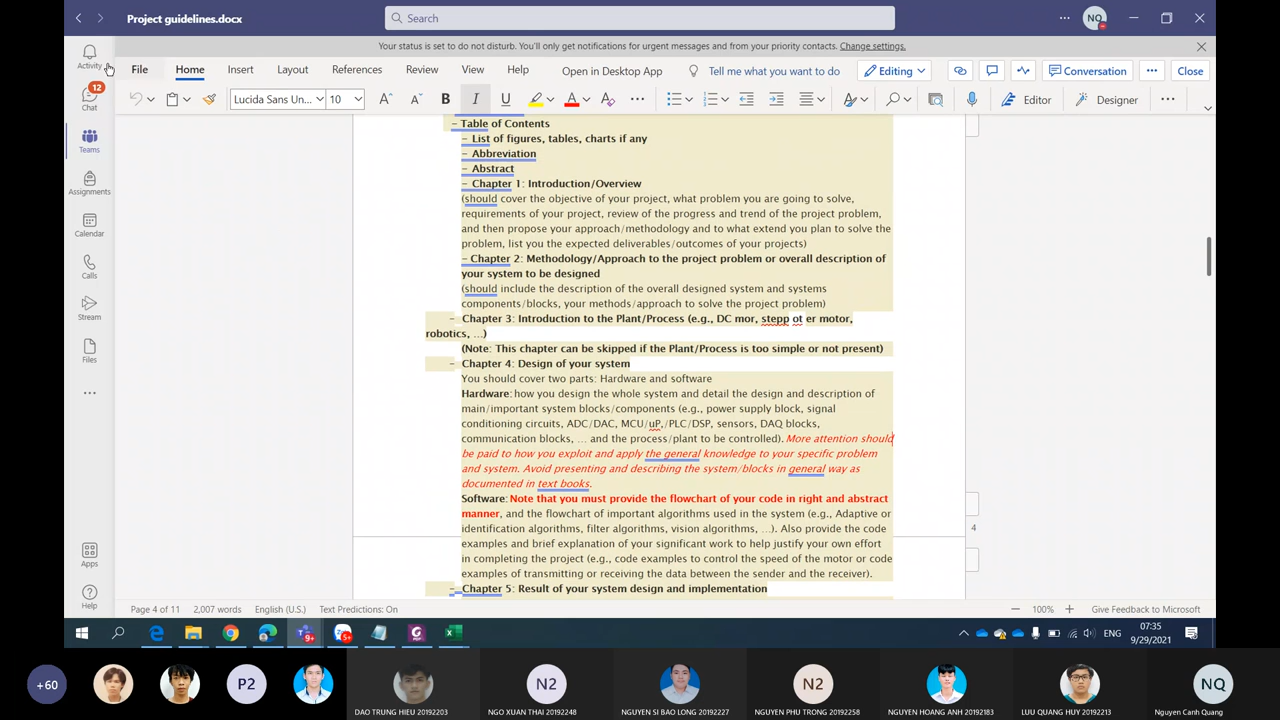 Project guidelines.docx
Search
NQ
Your status is set to do not disturb. You'll only get notifications for urgent messages and from your priority contacts. Change settings.
Activity
File Home Insert Layout References Review View Help Open in Desktop App Tell me what you want to do Editing Conversation Close
12
Chat
Lucida Sans Un... 10 B I U A Editor Designer
Teams
Assignments
Calendar
Calls
Stream
Files
Apps
Help
– Table of Contents
– List of figures, tables, charts if any
– Abbreviation
– Abstract
– Chapter 1: Introduction/Overview
(should cover the objective of your project, what problem you are going to solve,
requirements of your project, review of the progress and trend of the project problem,
and then propose your approach/methodology and to what extend you plan to solve the
problem, list you the expected deliverables/outcomes of your projects)
– Chapter 2: Methodology/Approach to the project problem or overall description of
your system to be designed
(should include the description of the overall designed system and systems
components/blocks, your methods/approach to solve the project problem)
– Chapter 3: Introduction to the Plant/Process (e.g., DC mor, stepp ot er motor,
robotics, ...)
(Note: This chapter can be skipped if the Plant/Process is too simple or not present)
– Chapter 4: Design of your system
You should cover two parts: Hardware and software
Hardware: how you design the whole system and detail the design and description of
main/important system blocks/components (e.g., power supply block, signal
conditioning circuits, ADC/DAC, MCU/uP,/PLC/DSP, sensors, DAQ blocks,
communication blocks, ... and the process/plant to be controlled). More attention should
be paid to how you exploit and apply the general knowledge to your specific problem
and system. Avoid presenting and describing the system/blocks in general way as
documented in text books.
Software: Note that you must provide the flowchart of your code in right and abstract
manner, and the flowchart of important algorithms used in the system (e.g., Adaptive or
identification algorithms, filter algorithms, vision algorithms, ...). Also provide the code
examples and brief explanation of your significant work to help justify your own effort
in completing the project (e.g., code examples to control the speed of the motor or code
examples of transmitting or receiving the data between the sender and the receiver).
– Chapter 5: Result of your system design and implementation
4
Page 4 of 11 2,007 words English (U.S.) Text Predictions: On 100% Give Feedback to Microsoft
9+ 5+ ENG 07:35
9/29/2021
+60 P2 N2 N2 NQ
DAO TRUNG HIEU 20192203 NGO XUAN THAI 20192248 NGUYEN SI BAO LONG 20192227 NGUYEN PHU TRONG 20192258 NGUYEN HOANG ANH 20192183 LUU QUANG HUY 20192213 Nguyen Canh Quang